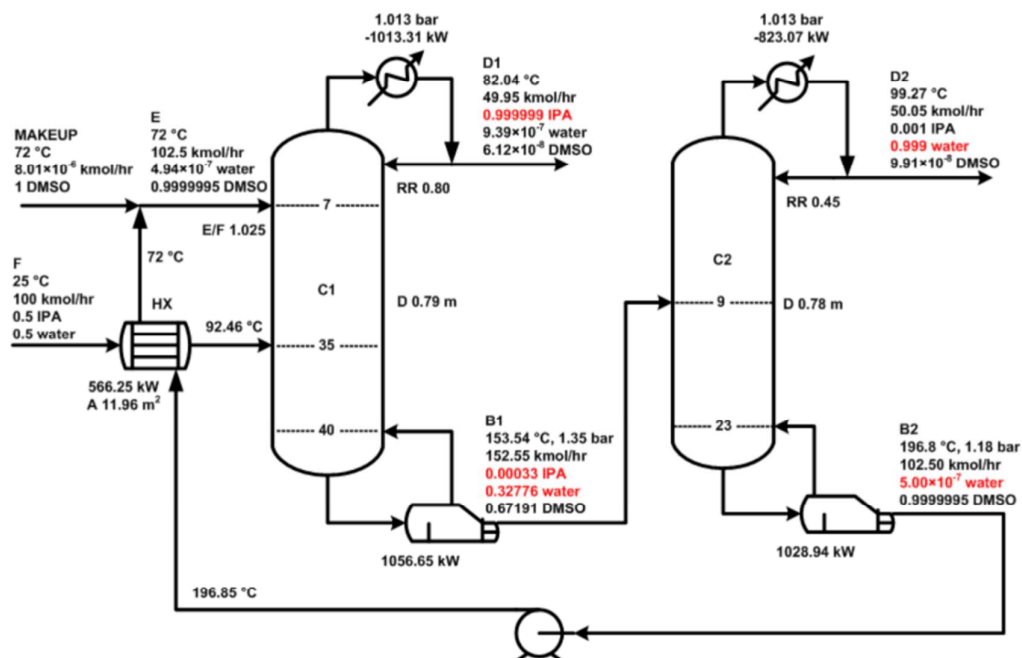 1.013 bar
-1013.31 kW
D1
82.04 °C
49.95 kmol/hr
0.999999 IPA
9.39×10⁻⁷ water
6.12×10⁻⁸ DMSO
RR 0.80
MAKEUP
72 °C
8.01×10⁻⁶ kmol/hr
1 DMSO
E
72 °C
102.5 kmol/hr
4.94×10⁻⁷ water
0.9999995 DMSO
E/F 1.025
7
72 °C
F
25 °C
100 kmol/hr
0.5 IPA
0.5 water
HX
92.46 °C
566.25 kW
A 11.96 m²
C1
D 0.79 m
35
40
B1
153.54 °C, 1.35 bar
152.55 kmol/hr
0.00033 IPA
0.32776 water
0.67191 DMSO
1056.65 kW
1.013 bar
-823.07 kW
D2
99.27 °C
50.05 kmol/hr
0.001 IPA
0.999 water
9.91×10⁻⁸ DMSO
RR 0.45
C2
9
D 0.78 m
23
B2
196.8 °C, 1.18 bar
102.50 kmol/hr
5.00×10⁻⁷ water
0.9999995 DMSO
1028.94 kW
196.85 °C